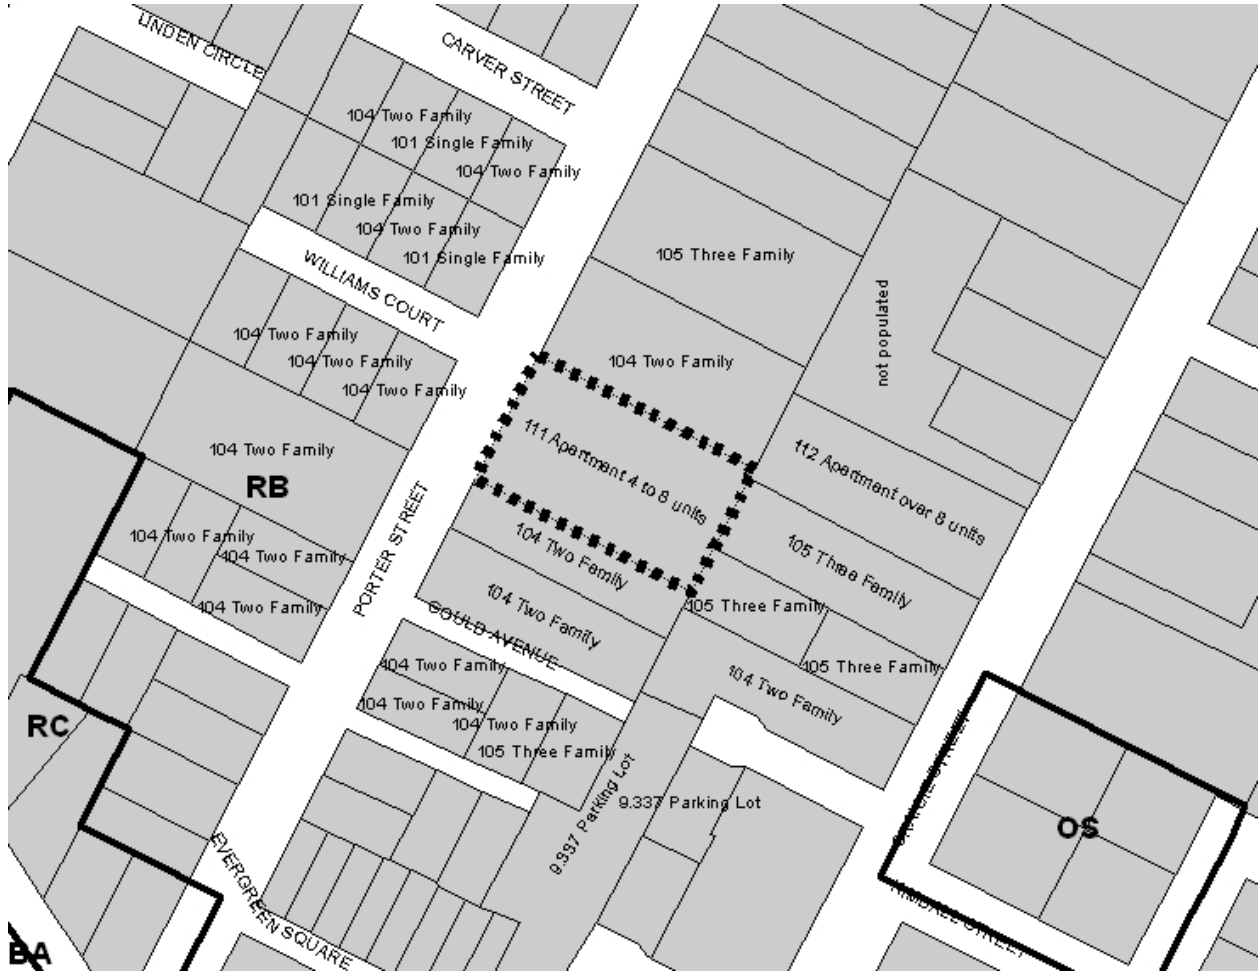 LINDEN CIRCLE
CARVER STREET
104 Two Family
101 Single Family
104 Two Family
101 Single Family
104 Two Family
101 Single Family
WILLIAMS COURT
105 Three Family
not populated
104 Two Family
104 Two Family
104 Two Family
104 Two Family
111 Apartment 4 to 8 units
112 Apartment over 8 units
104 Two Family
RB
PORTER STREET
104 Two Family
104 Two Family
104 Two Family
104 Two Family
104 Two Family
105 Three Family
105 Three Family
105 Three Family
104 Two Family
GOULD AVENUE
104 Two Family
104 Two Family
104 Two Family
105 Three Family
RC
9.337 Parking Lot
9.337 Parking Lot
OS
KIMBALL STREET
EVERGREEN SQUARE
BA